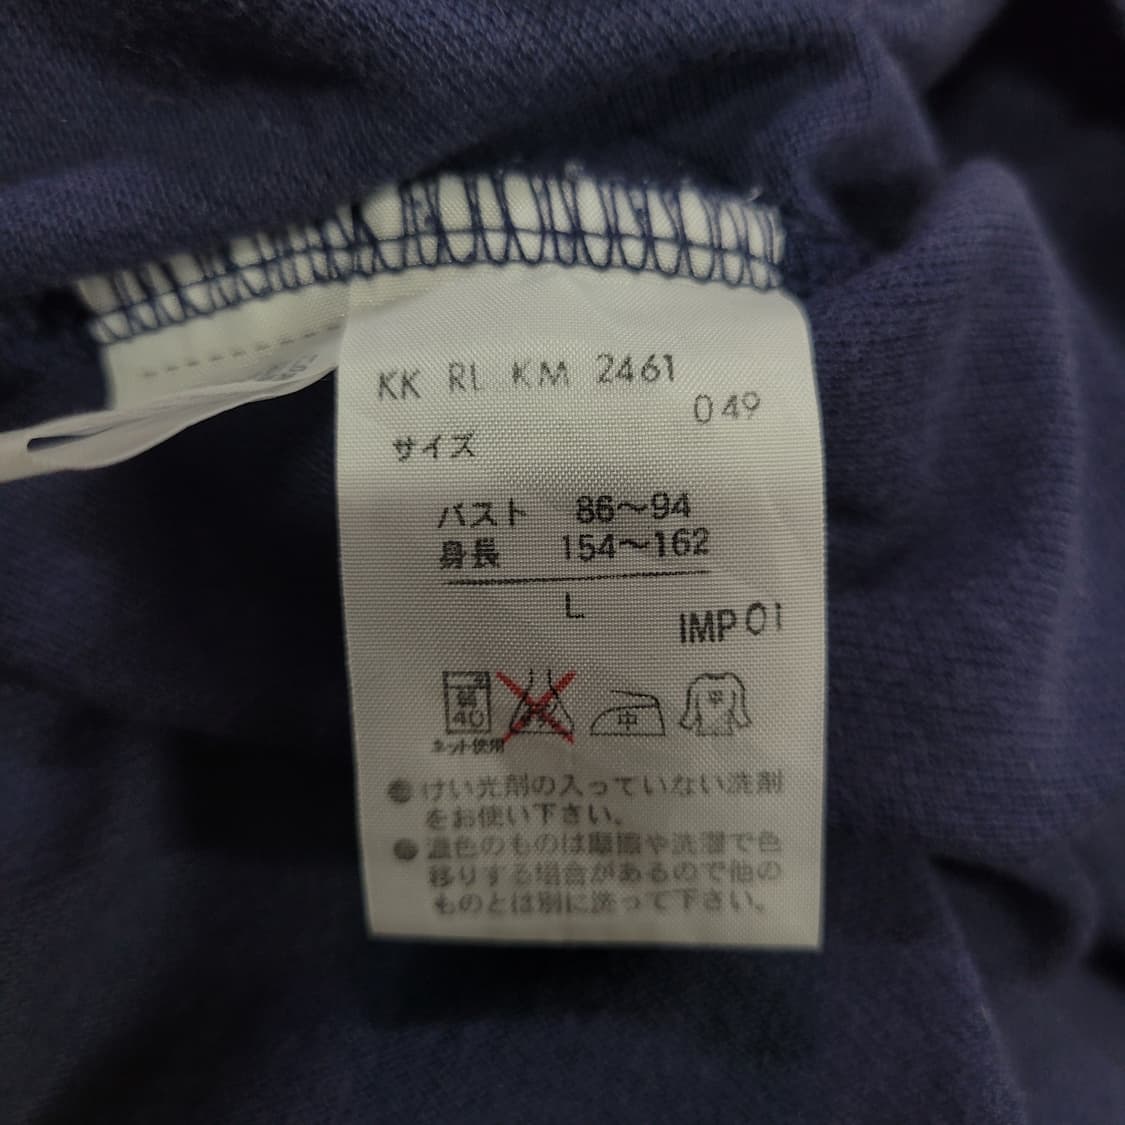 KK RL KM 2461
049
サイズ
バスト 86〜94
身長 154〜162
L
IMP 01
弱
40
中
平
ネット使用
●けい光剤の入っていない洗剤
をお使い下さい。
●濃色のものは摩擦や洗濯で色
移りする場合があるので他の
ものとは別に洗って下さい。